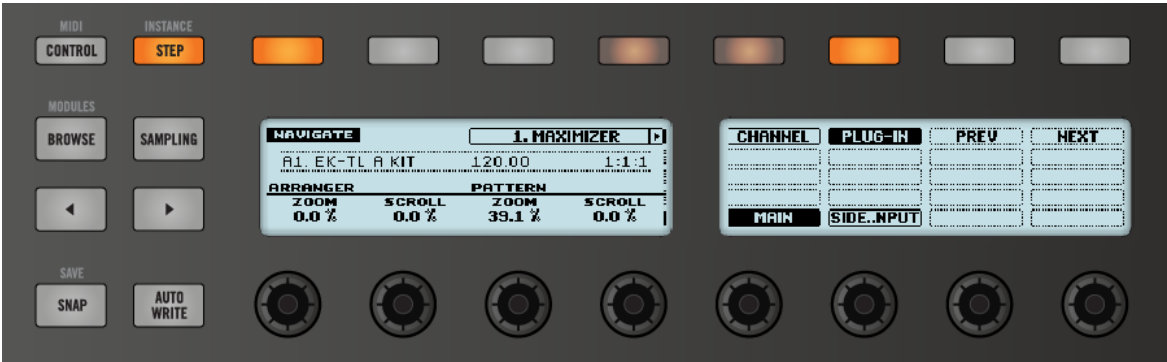 MIDI INSTANCE
CONTROL STEP
MODULES
BROWSE SAMPLING
SAVE
SNAP AUTO WRITE
NAVIGATE 1. MAXIMIZER
A1. EK-TL A KIT 120.00 1:1:1
ARRANGER PATTERN
ZOOM SCROLL ZOOM SCROLL
0.0 % 0.0 % 39.1 % 0.0 %
CHANNEL PLUG-IN PREV NEXT
MAIN SIDE..NPUT